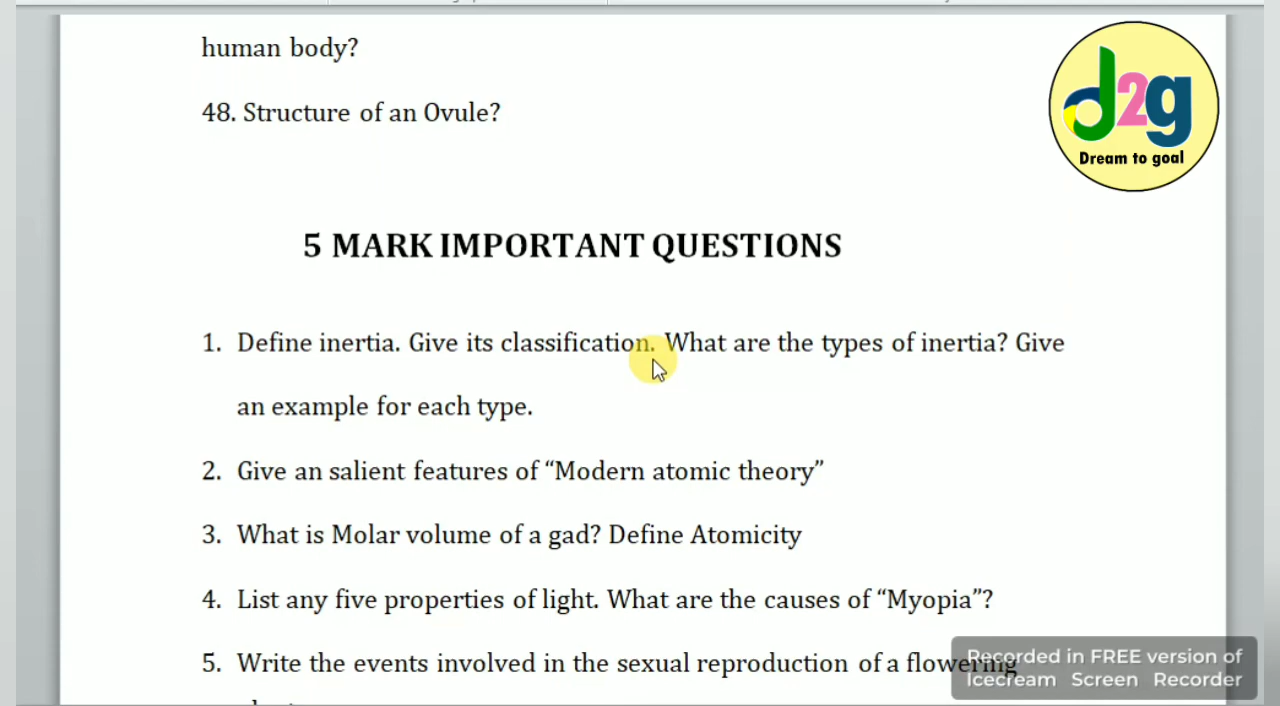 human body?
48. Structure of an Ovule?
d2g
Dream to goal
5 MARK IMPORTANT QUESTIONS
1. Define inertia. Give its classification. What are the types of inertia? Give
an example for each type.
2. Give an salient features of “Modern atomic theory”
3. What is Molar volume of a gad? Define Atomicity
4. List any five properties of light. What are the causes of “Myopia”?
5. Write the events involved in the sexual reproduction of a flowering
Recorded in FREE version of
Icecream Screen Recorder